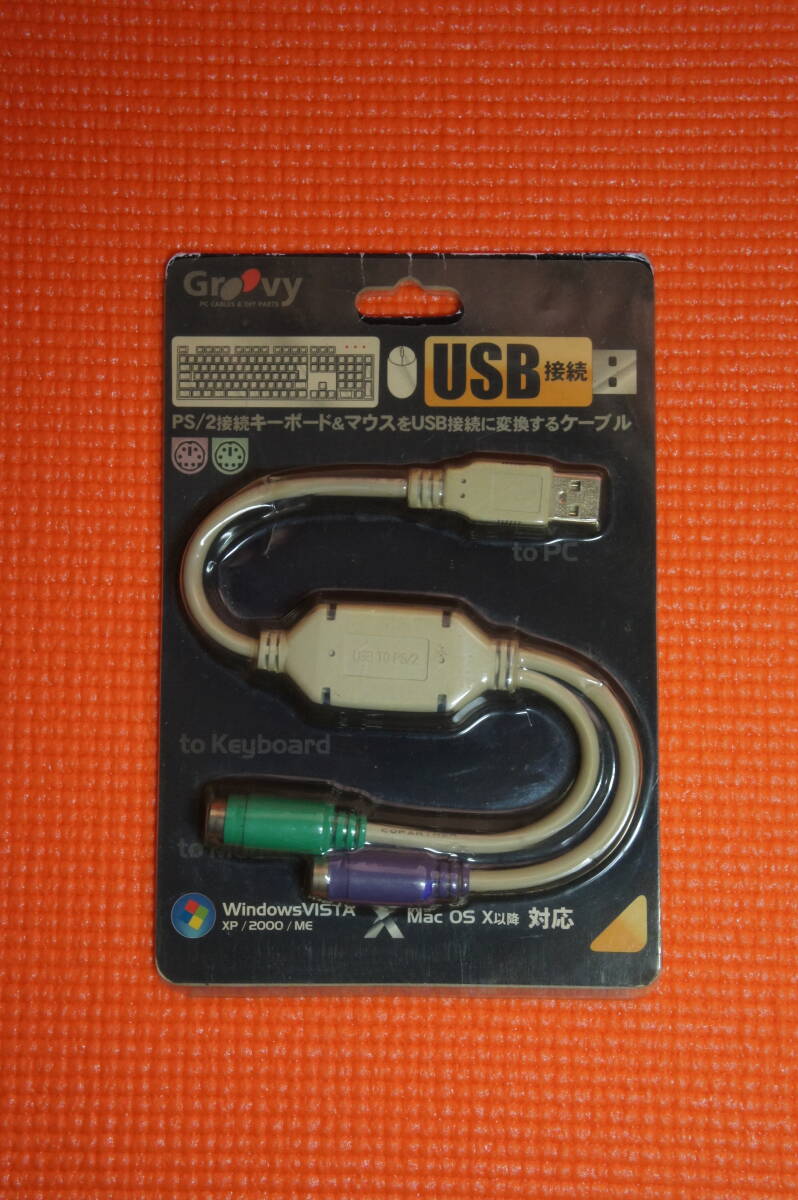 Groovy
PC CABLES & DIY PARTS
USB接続
PS/2接続キーボード&マウスをUSB接続に変換するケーブル
to PC
USB TO PS/2
to Keyboard
to
WindowsVISTA
XP / 2000 / ME
X
Mac OS X以降 対応